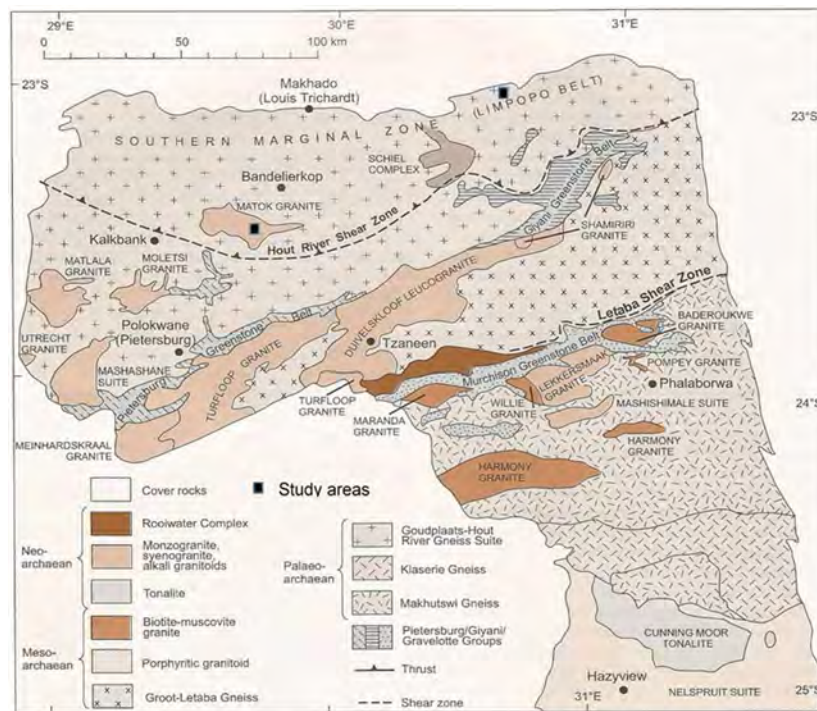 29°E
30°E
31°E
0
50
100 km
23°S
23°S
Makhado
(Louis Trichardt)
(LIMPOPO BELT)
SOUTHERN MARGINAL ZONE
SCHIEL
COMPLEX
Bandelierkop
MATOK GRANITE
Giyani Greenstone Belt
Kalkbank
Hout River Shear Zone
SHAMIRIRI
GRANITE
MATLALA
GRANITE
MOLETSI
GRANITE
Letaba Shear Zone
DUIVELSKLOOF LEUCOGRANITE
BADEROUKWE
GRANITE
UTRECHT
GRANITE
Polokwane
(Pietersburg)
Pietersburg Greenstone Belt
Tzaneen
Murchison Greenstone Belt
POMPEY GRANITE
MASHASHANE
SUITE
TURFLOOP GRANITE
LEKKERSMAAK
GRANITE
Phalaborwa
TURFLOOP
GRANITE
MARANDA
GRANITE
WILLIE
GRANITE
MASHISHIMALE SUITE
24°S
MEINHARDSKRAAL
GRANITE
HARMONY
GRANITE
HARMONY
GRANITE
Cover rocks
Study areas
Neo-
archaean
Rooiwater Complex
Monzogranite,
syenogranite,
alkali granitoids
Tonalite
Meso-
archaean
Biotite-muscovite
granite
Porphyritic granitoid
Groot-Letaba Gneiss
Palaeo-
archaean
Goudplaats-Hout
River Gneiss Suite
Klaserie Gneiss
Makhutswi Gneiss
Pietersburg/Giyani/
Gravelotte Groups
Thrust
Shear zone
CUNNING MOOR
TONALITE
Hazyview
31°E
NELSPRUIT SUITE
25°S